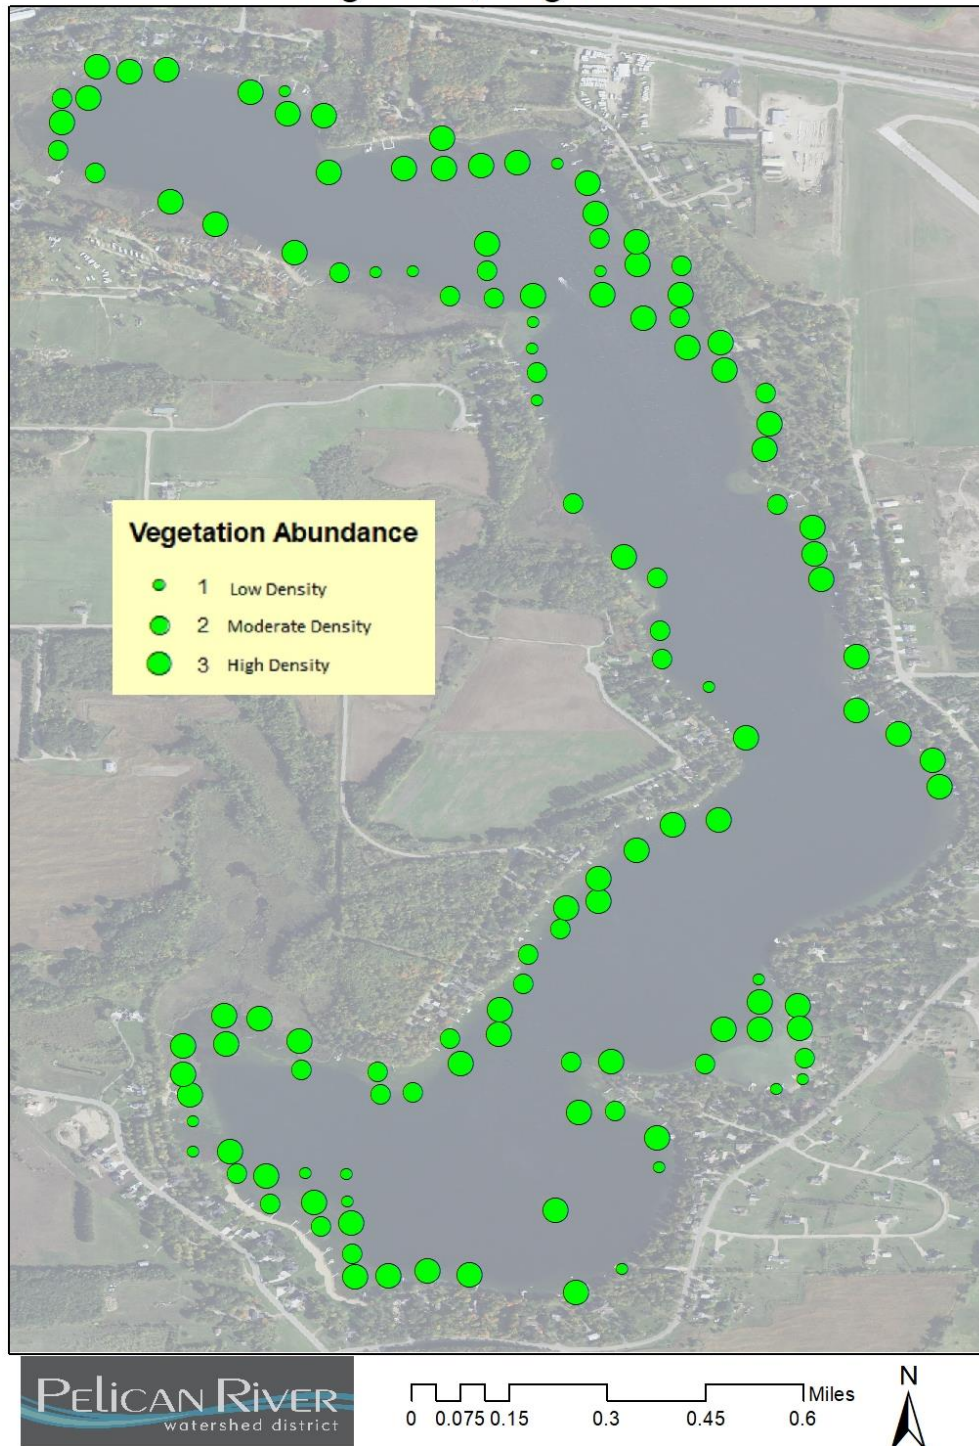 Vegetation Abundance
1 Low Density
2 Moderate Density
3 High Density
PELICAN RIVER
watershed district
Miles
0 0.075 0.15 0.3 0.45 0.6
N